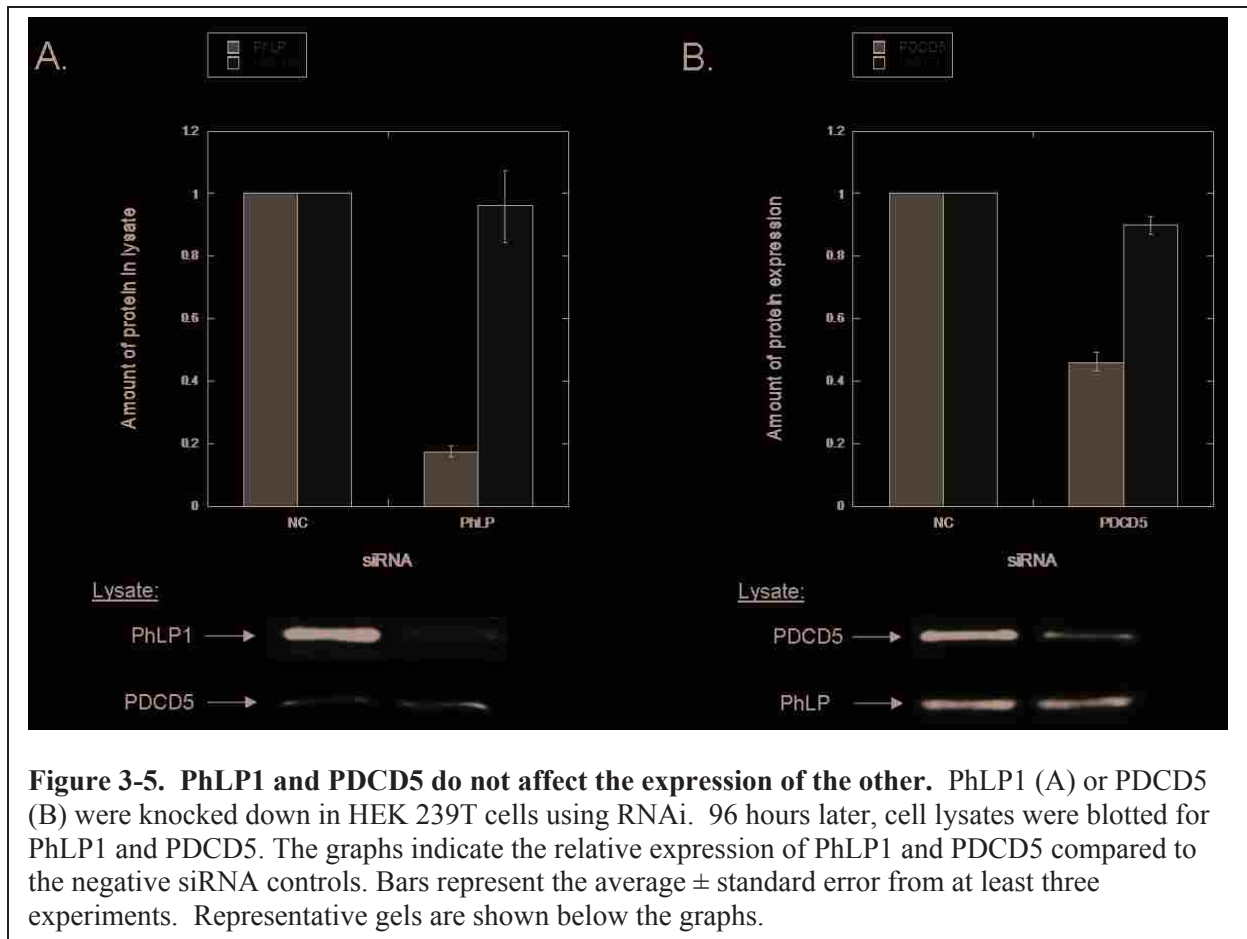 A.
PhLP
1.2
1
0.8
0.6
0.4
0.2
0
Amount of protein in lysate
NC PhLP
siRNA
Lysate:
PhLP1
PDCD5
B.
PDCD5
1.2
1
0.8
0.6
0.4
0.2
0
Amount of protein expression
NC PDCD5
siRNA
Lysate:
PDCD5
PhLP
Figure 3-5. PhLP1 and PDCD5 do not affect the expression of the other. PhLP1 (A) or PDCD5
(B) were knocked down in HEK 239T cells using RNAi. 96 hours later, cell lysates were blotted for
PhLP1 and PDCD5. The graphs indicate the relative expression of PhLP1 and PDCD5 compared to
the negative siRNA controls. Bars represent the average ± standard error from at least three
experiments. Representative gels are shown below the graphs.